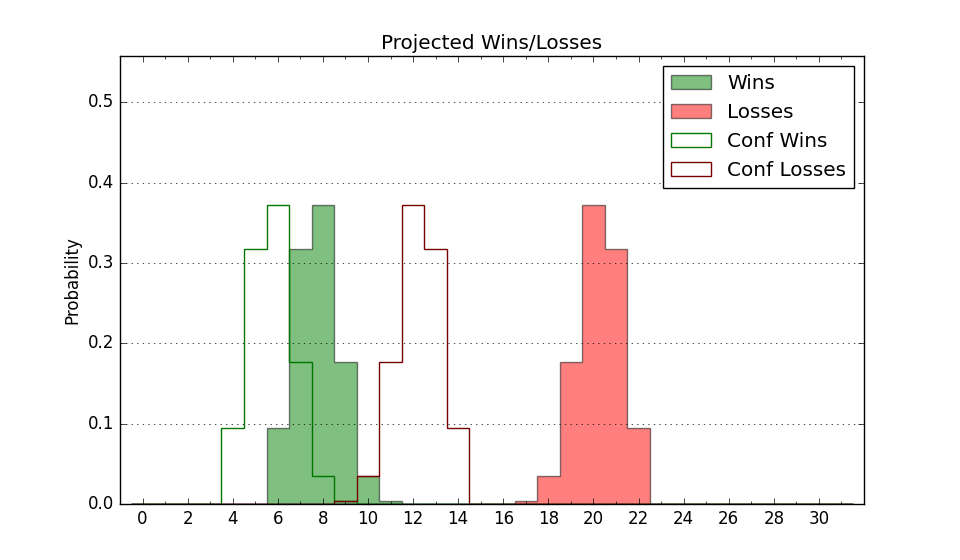 Projected Wins/Losses
Wins
Losses
Conf Wins
Conf Losses
Probability
0.5
0.4
0.3
0.2
0.1
0.0
0 2 4 6 8 10 12 14 16 18 20 22 24 26 28 30